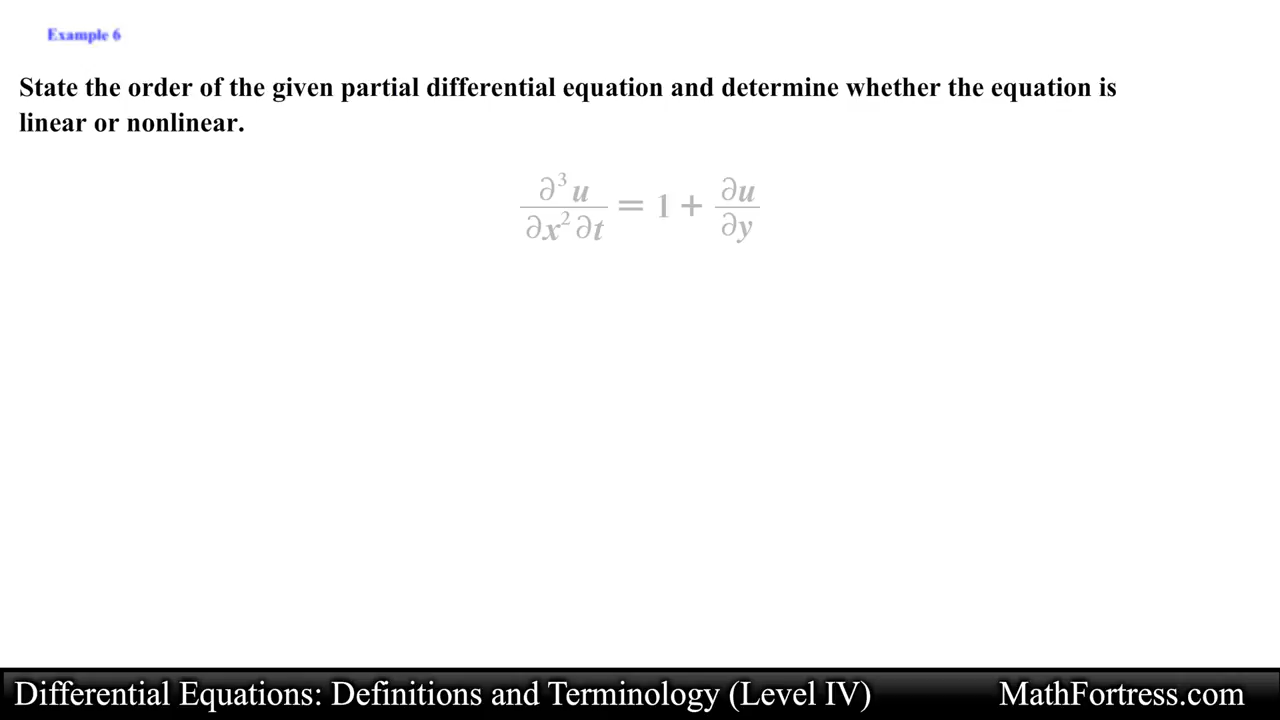 Example 6
State the order of the given partial differential equation and determine whether the equation is
linear or nonlinear.
∂³u/∂x²∂t = 1 + ∂u/∂y
Differential Equations: Definitions and Terminology (Level IV) MathFortress.com